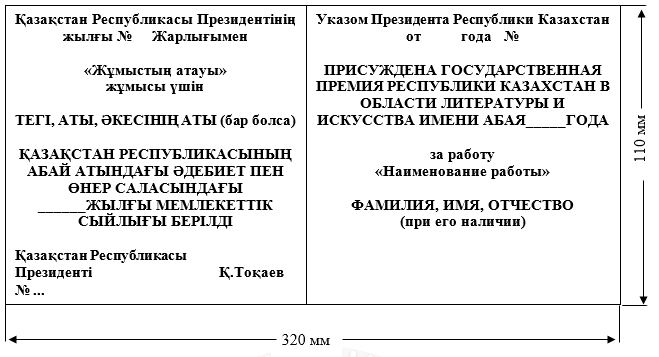 Қазақстан Республикасы Президентінің
жылғы № Жарлығымен
«Жұмыстың атауы»
жұмысы үшін
ТЕГІ, АТЫ, ӘКЕСІНІҢ АТЫ (бар болса)
ҚАЗАҚСТАН РЕСПУБЛИКАСЫНЫҢ
АБАЙ АТЫНДАҒЫ ӘДЕБИЕТ ПЕН
ӨНЕР САЛАСЫНДАҒЫ
______ЖЫЛҒЫ МЕМЛЕКЕТТІК
СЫЙЛЫҒЫ БЕРІЛДІ
Қазақстан Республикасы
Президенті Қ.Тоқаев
№ ...
Указом Президента Республики Казахстан
от года №
ПРИСУЖДЕНА ГОСУДАРСТВЕННАЯ
ПРЕМИЯ РЕСПУБЛИКИ КАЗАХСТАН В
ОБЛАСТИ ЛИТЕРАТУРЫ И
ИСКУССТВА ИМЕНИ АБАЯ_____ГОДА
за работу
«Наименование работы»
ФАМИЛИЯ, ИМЯ, ОТЧЕСТВО
(при его наличии)
110 мм
320 мм